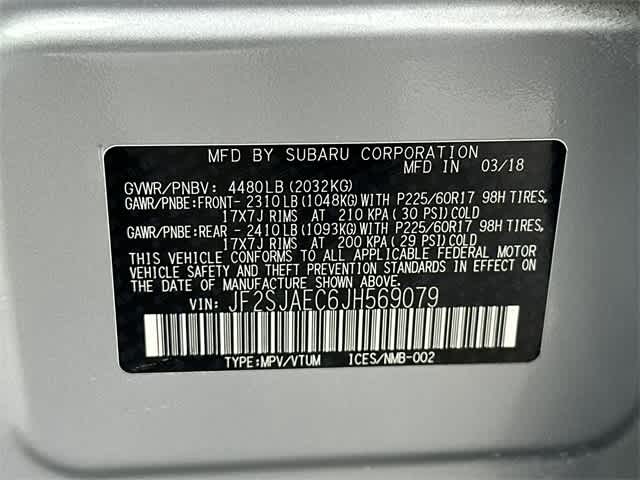 MFD BY SUBARU CORPORATION
MFD IN 03/18
GVWR/PNBV: 4480LB(2032KG)
GAWR/PNBE:FRONT- 2310LB(1048KG)WITH P225/60R17 98H TIRES,
17X7J RIMS AT 210 KPA( 30 PSI)COLD
GAWR/PNBE:REAR - 2410LB(1093KG)WITH P225/60R17 98H TIRES,
17X7J RIMS AT 200 KPA( 29 PSI)COLD
THIS VEHICLE CONFORMS TO ALL APPLICABLE FEDERAL MOTOR
VEHICLE SAFETY AND THEFT PREVENTION STANDARDS IN EFFECT ON
THE DATE OF MANUFACTURE SHOWN ABOVE.
VIN: JF2SJAEC6JH569079
TYPE:MPV/VTUM ICES/NMB-002